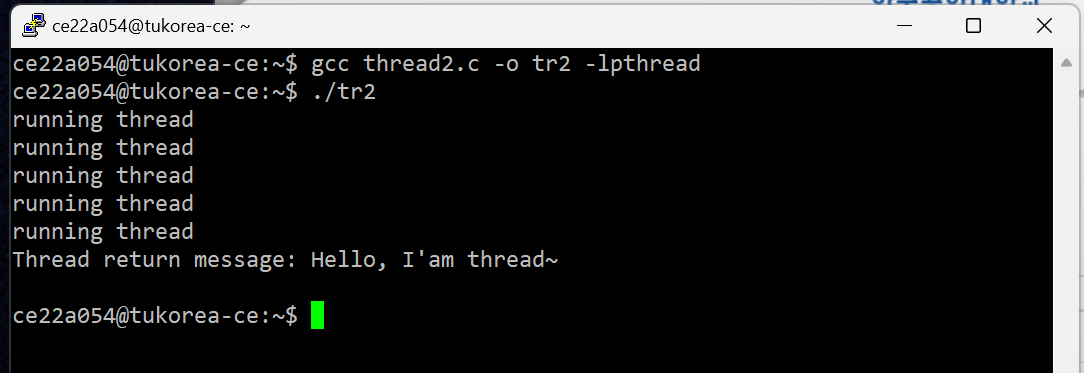 ce22a054@tukorea-ce: ~
ce22a054@tukorea-ce:~$ gcc thread2.c -o tr2 -lpthread
ce22a054@tukorea-ce:~$ ./tr2
running thread
running thread
running thread
running thread
running thread
Thread return message: Hello, I'am thread~
ce22a054@tukorea-ce:~$